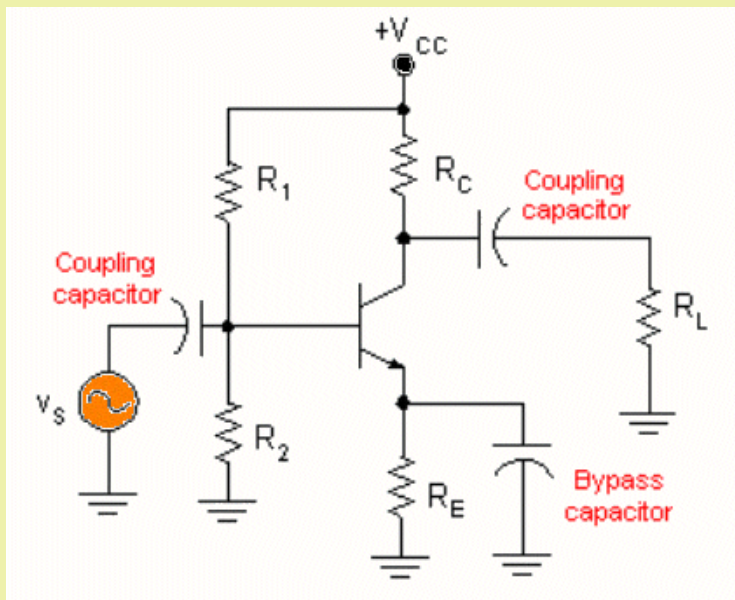 +VCC
R1
RC
Coupling
capacitor
Coupling
capacitor
RL
vS
R2
RE
Bypass
capacitor